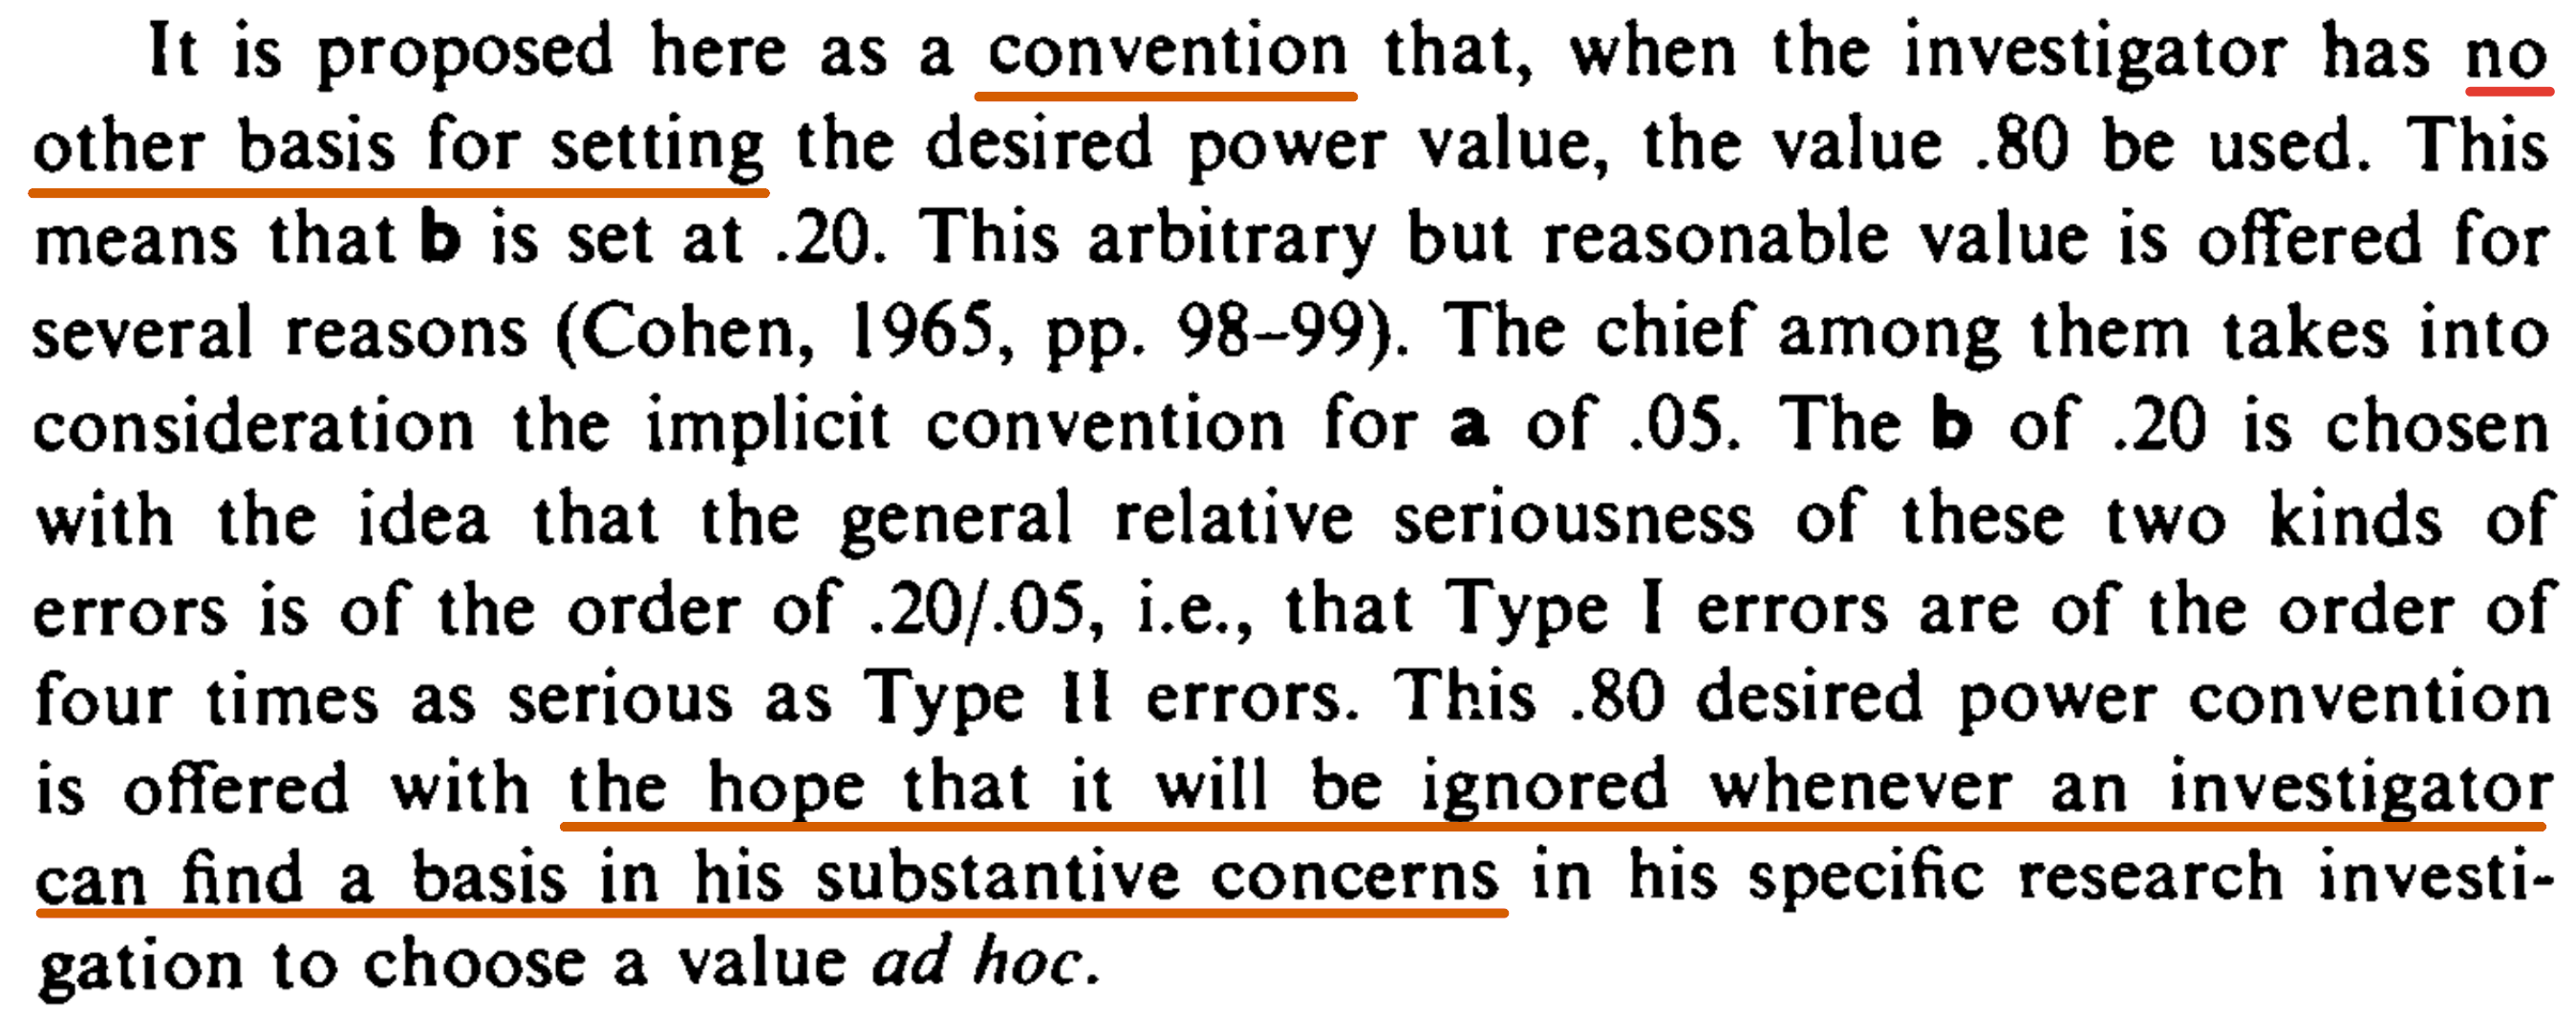 It is proposed here as a convention that, when the investigator has no
other basis for setting the desired power value, the value .80 be used. This
means that b is set at .20. This arbitrary but reasonable value is offered for
several reasons (Cohen, 1965, pp. 98–99). The chief among them takes into
consideration the implicit convention for a of .05. The b of .20 is chosen
with the idea that the general relative seriousness of these two kinds of
errors is of the order of .20/.05, i.e., that Type I errors are of the order of
four times as serious as Type II errors. This .80 desired power convention
is offered with the hope that it will be ignored whenever an investigator
can find a basis in his substantive concerns in his specific research investi-
gation to choose a value ad hoc.